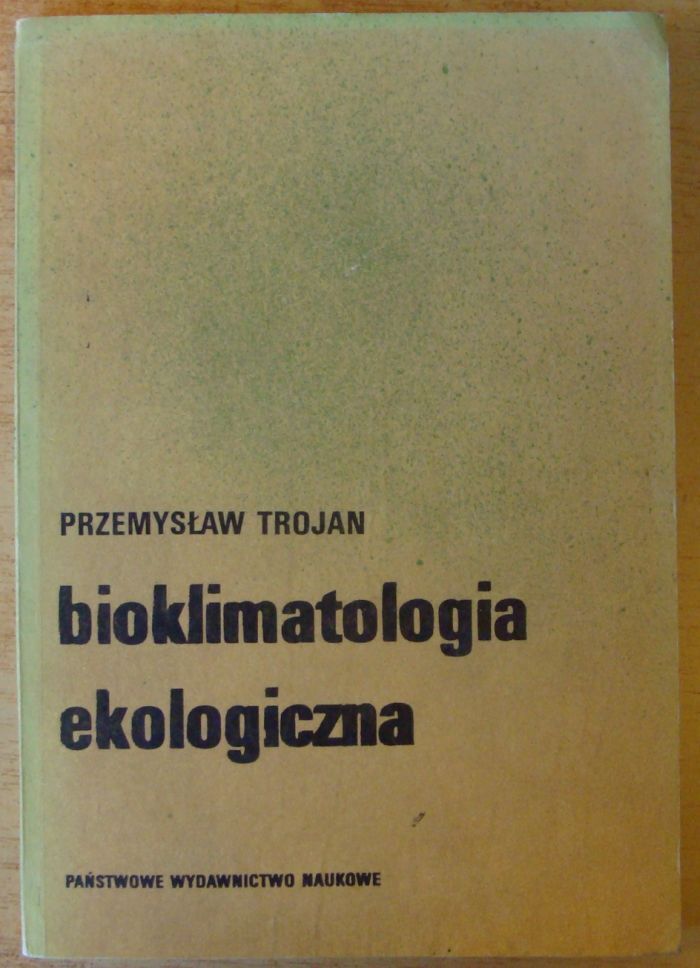 PRZEMYSŁAW TROJAN
bioklimatologia
ekologiczna
PAŃSTWOWE WYDAWNICTWO NAUKOWE